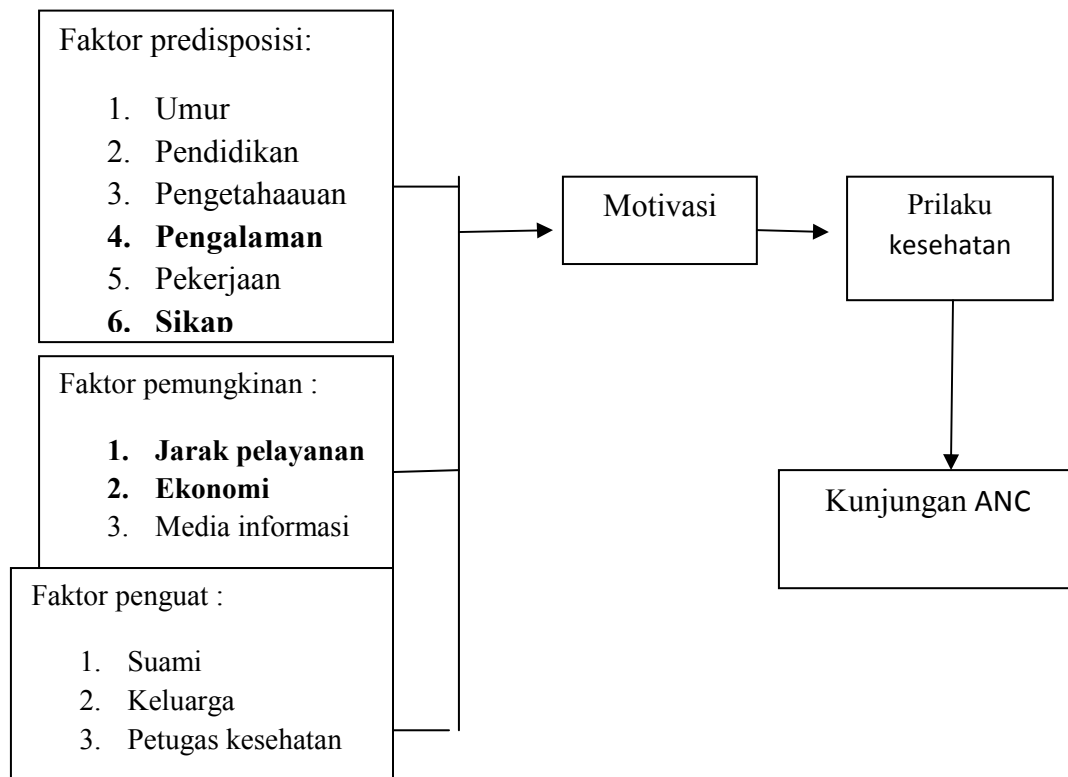 Faktor predisposisi:
1. Umur
2. Pendidikan
3. Pengetahaauan
4. Pengalaman
5. Pekerjaan
6. Sikap
Faktor pemungkinan :
1. Jarak pelayanan
2. Ekonomi
3. Media informasi
Faktor penguat :
1. Suami
2. Keluarga
3. Petugas kesehatan
Motivasi
Prilaku
kesehatan
Kunjungan ANC